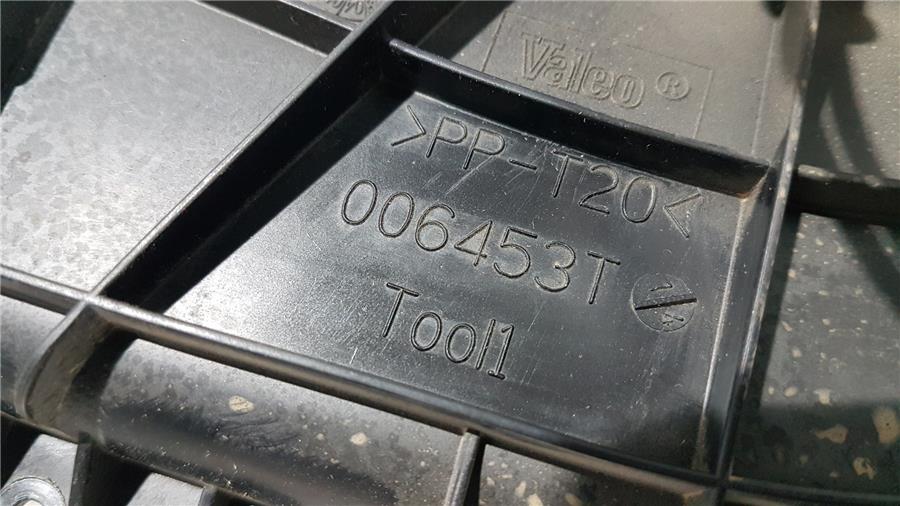 Valeo®
>PP-T20<
006453T
Tool1